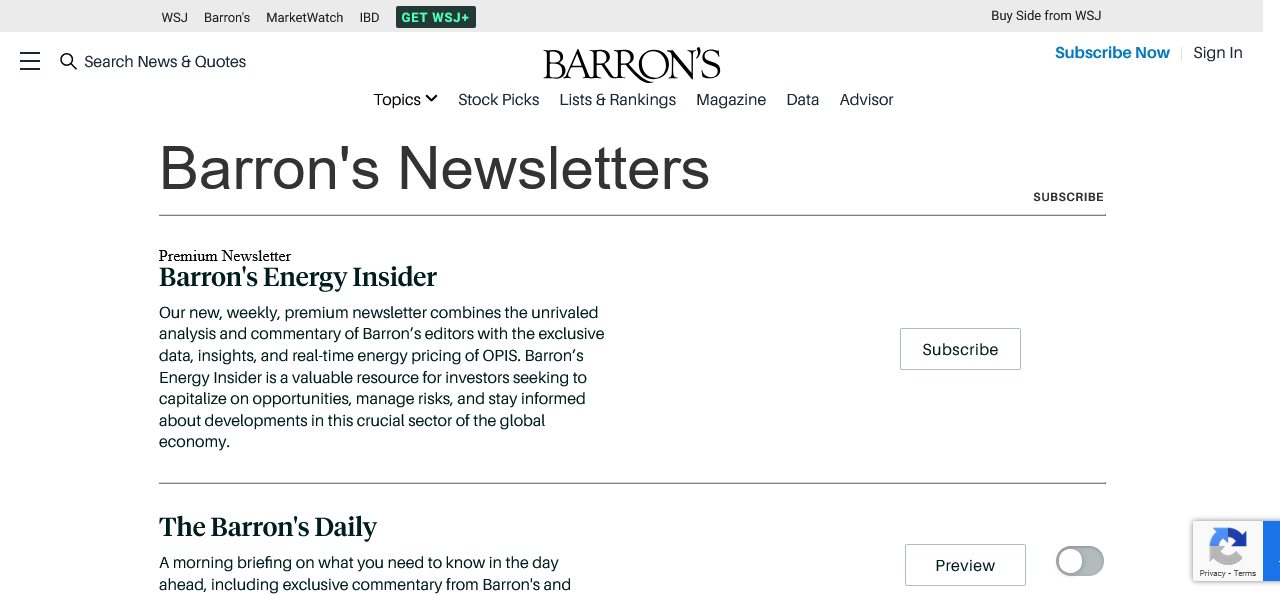 WSJ Barron's MarketWatch IBD GET WSJ+ Buy Side from WSJ
Search News & Quotes BARRON'S Subscribe Now Sign In
Topics Stock Picks Lists & Rankings Magazine Data Advisor
Barron's Newsletters
SUBSCRIBE
Premium Newsletter
Barron's Energy Insider
Our new, weekly, premium newsletter combines the unrivaled
analysis and commentary of Barron’s editors with the exclusive
data, insights, and real-time energy pricing of OPIS. Barron’s
Energy Insider is a valuable resource for investors seeking to
capitalize on opportunities, manage risks, and stay informed
about developments in this crucial sector of the global
economy.
Subscribe
The Barron's Daily
A morning briefing on what you need to know in the day
ahead, including exclusive commentary from Barron's and
Preview
Privacy - Terms